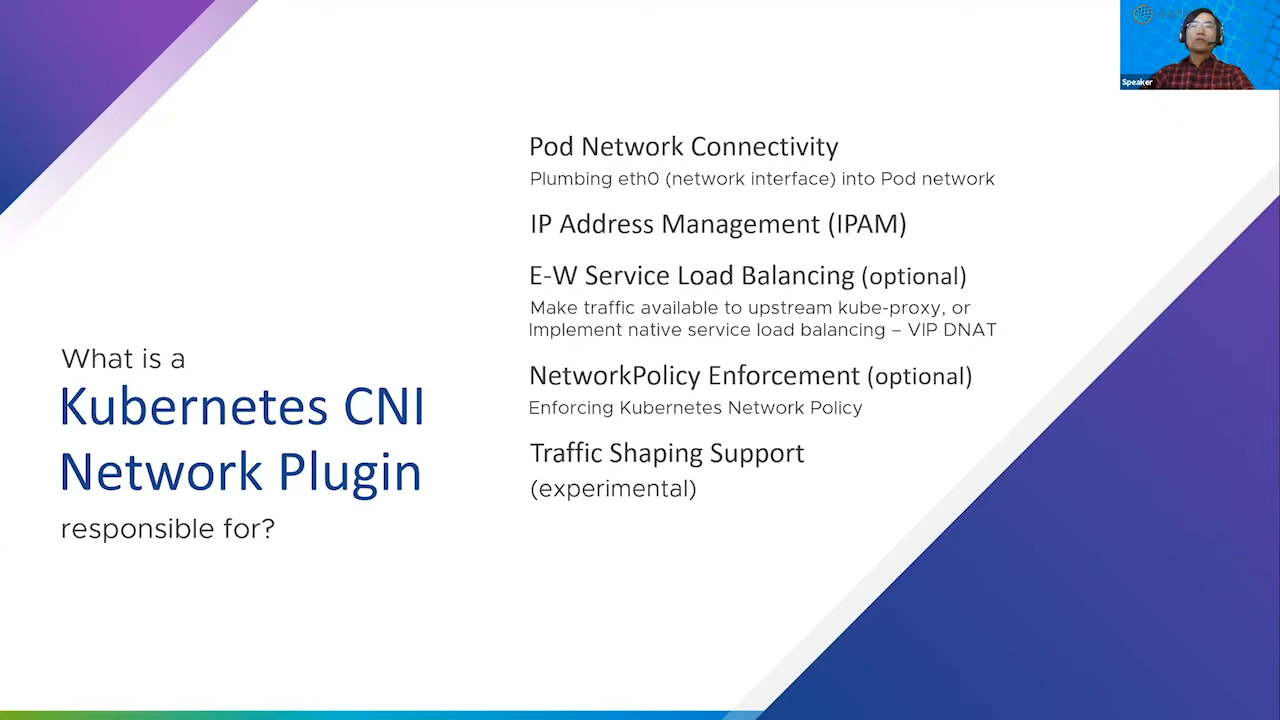 What is a
Kubernetes CNI
Network Plugin
responsible for?
Pod Network Connectivity
Plumbing eth0 (network interface) into Pod network
IP Address Management (IPAM)
E-W Service Load Balancing (optional)
Make traffic available to upstream kube-proxy, or
Implement native service load balancing – VIP DNAT
NetworkPolicy Enforcement (optional)
Enforcing Kubernetes Network Policy
Traffic Shaping Support
(experimental)
Speaker